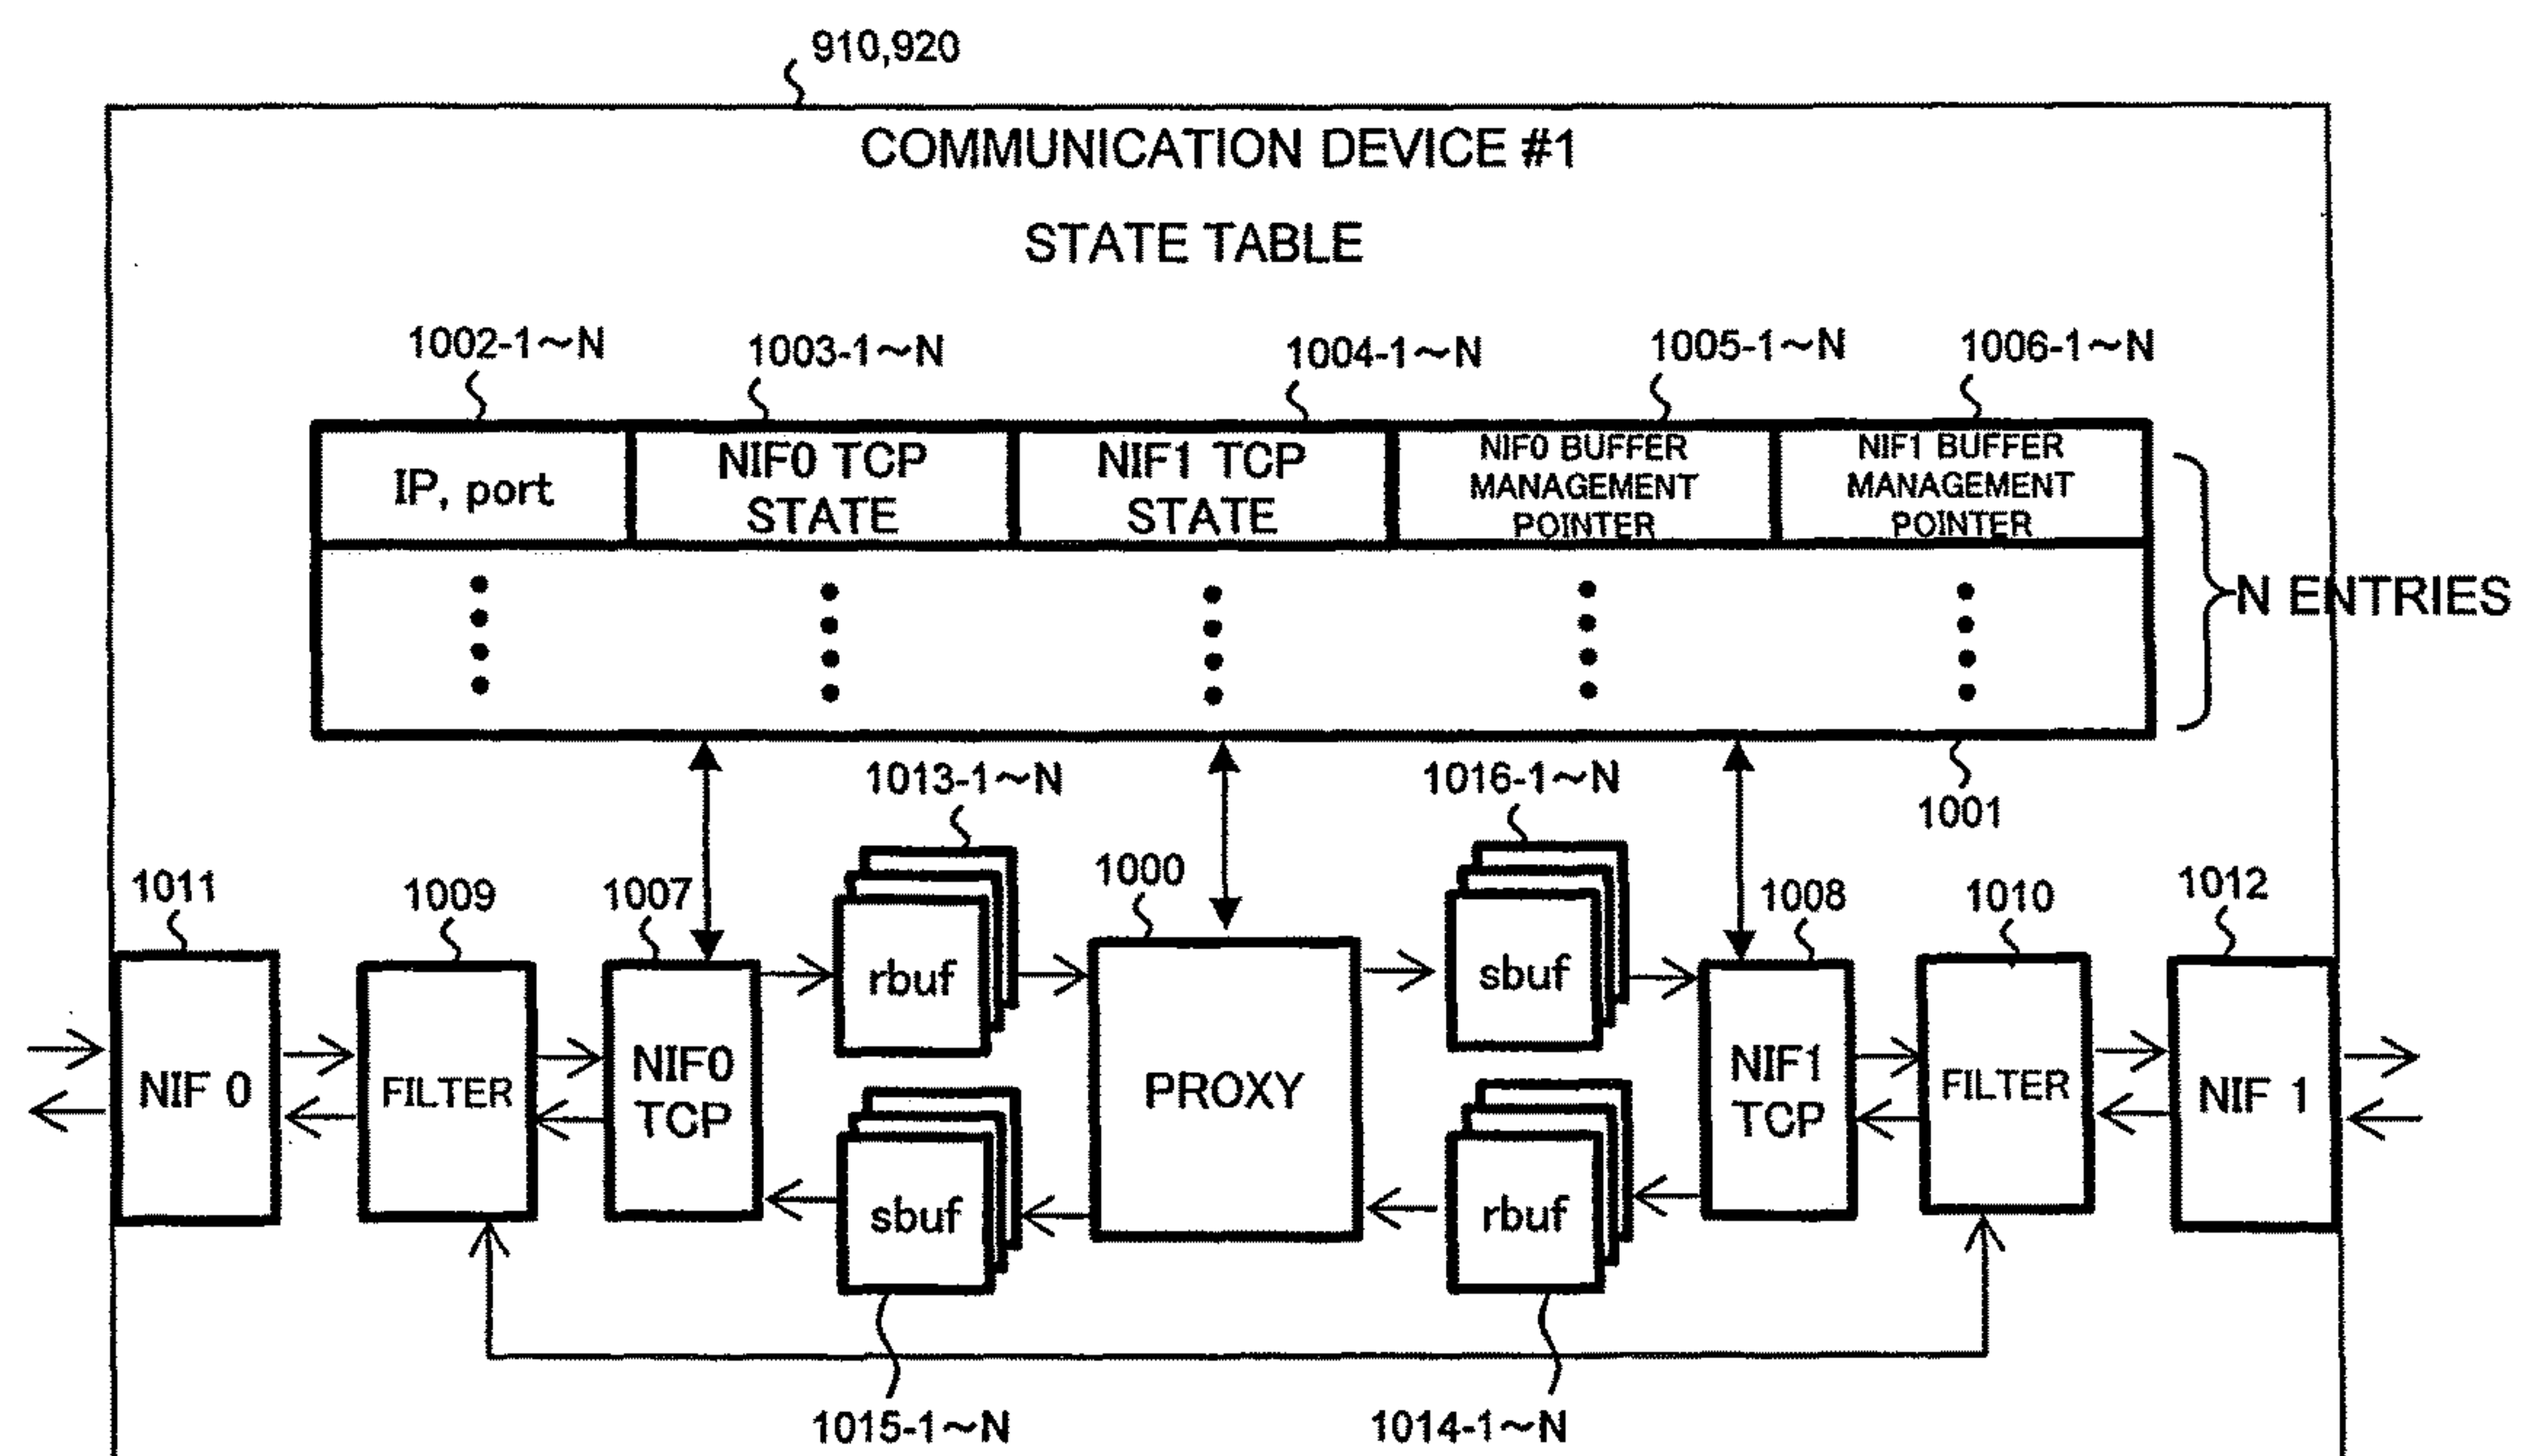 910,920
COMMUNICATION DEVICE #1
STATE TABLE
1002-1～N
1003-1～N
1004-1～N
1005-1～N
1006-1～N
IP, port
NIF0 TCP
STATE
NIF1 TCP
STATE
NIF0 BUFFER
MANAGEMENT
POINTER
NIF1 BUFFER
MANAGEMENT
POINTER
N ENTRIES
1001
1013-1～N
1016-1～N
1011
1009
1007
1000
1008
1010
1012
NIF 0
FILTER
NIF0
TCP
rbuf
sbuf
PROXY
sbuf
rbuf
NIF1
TCP
FILTER
NIF 1
1015-1～N
1014-1～N